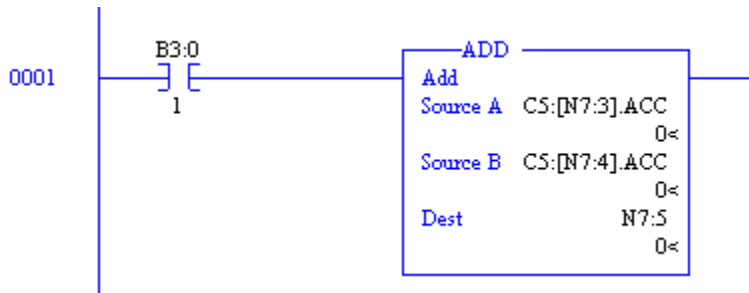 B3:0
ADD
0001
Add
1
Source A C5:[N7:3].ACC
0<
Source B C5:[N7:4].ACC
0<
Dest N7:5
0<